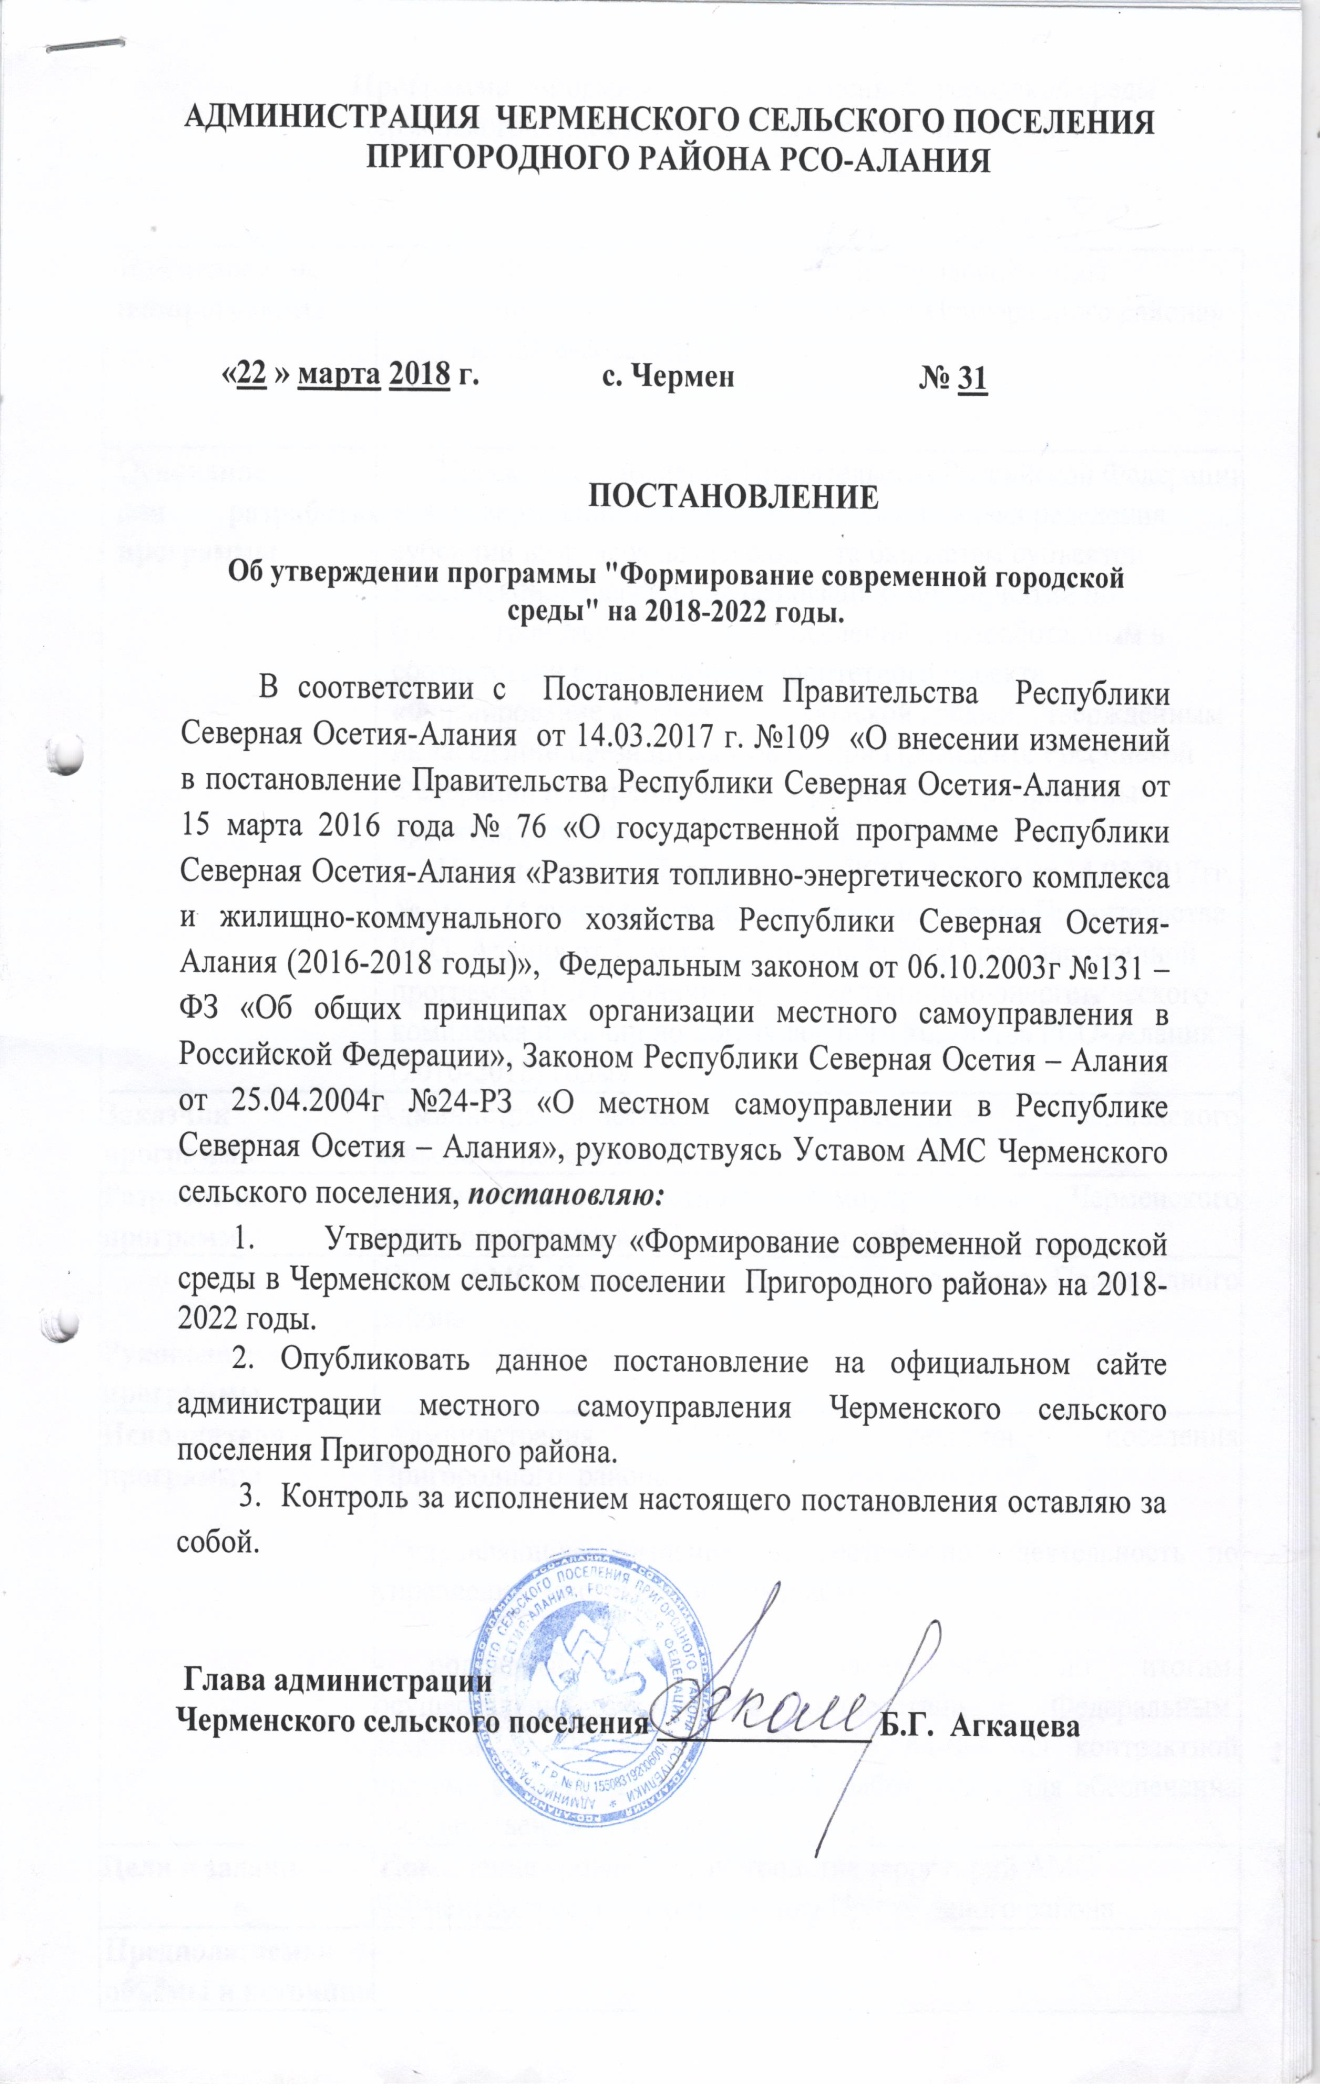 АДМИНИСТРАЦИЯ ЧЕРМЕНСКОГО СЕЛЬСКОГО ПОСЕЛЕНИЯ
ПРИГОРОДНОГО РАЙОНА РСО-АЛАНИЯ
«22 » марта 2018 г. с. Чермен № 31
ПОСТАНОВЛЕНИЕ
Об утверждении программы "Формирование современной городской
среды" на 2018-2022 годы.
В соответствии с Постановлением Правительства Республики
Северная Осетия-Алания от 14.03.2017 г. №109 «О внесении изменений
в постановление Правительства Республики Северная Осетия-Алания от
15 марта 2016 года № 76 «О государственной программе Республики
Северная Осетия-Алания «Развития топливно-энергетического комплекса
и жилищно-коммунального хозяйства Республики Северная Осетия-
Алания (2016-2018 годы)», Федеральным законом от 06.10.2003г №131 –
ФЗ «Об общих принципах организации местного самоуправления в
Российской Федерации», Законом Республики Северная Осетия – Алания
от 25.04.2004г №24-РЗ «О местном самоуправлении в Республике
Северная Осетия – Алания», руководствуясь Уставом АМС Черменского
сельского поселения, постановляю:
1. Утвердить программу «Формирование современной городской
среды в Черменском сельском поселении Пригородного района» на 2018-
2022 годы.
2. Опубликовать данное постановление на официальном сайте
администрации местного самоуправления Черменского сельского
поселения Пригородного района.
3. Контроль за исполнением настоящего постановления оставляю за
собой.
Глава администрации
Черменского сельского поселения Б.Г. Агкацева